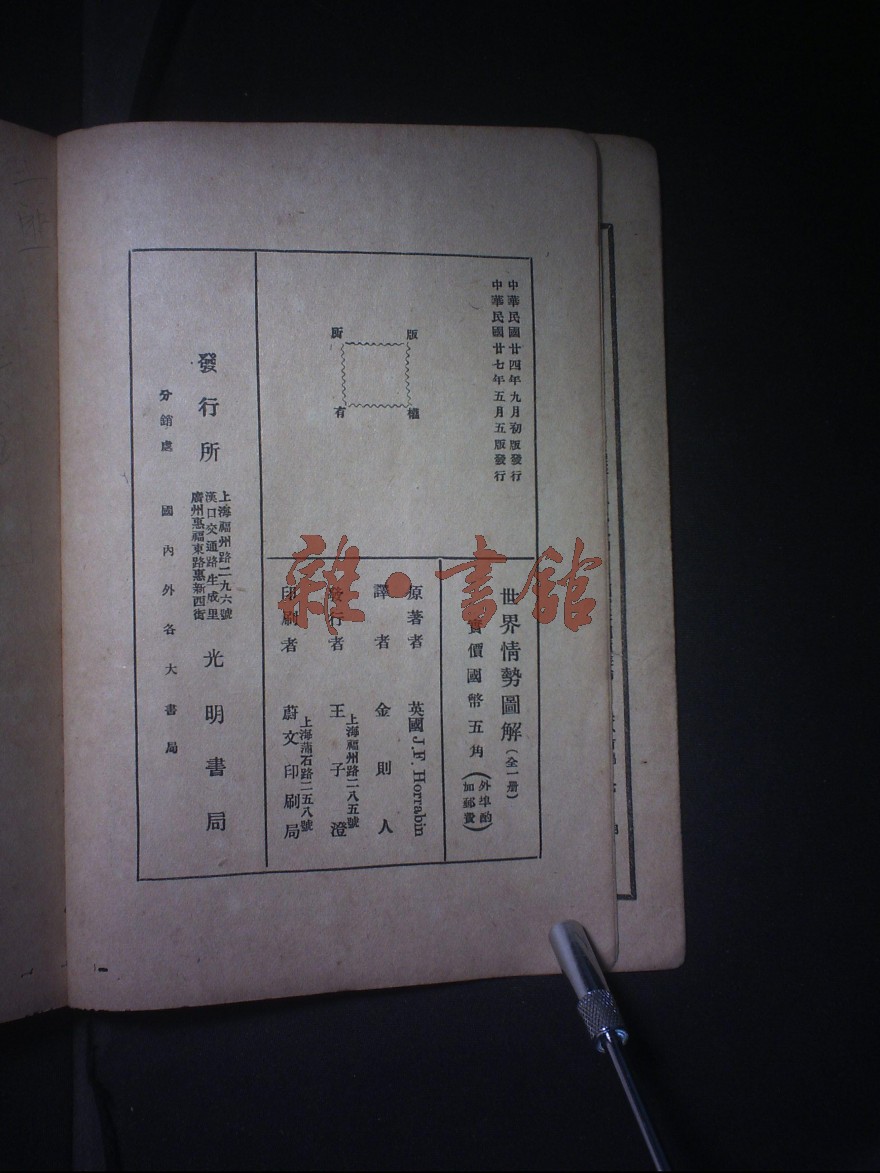 中華民國廿四年九月初版發行
中華民國廿七年五月五版發行
版權所有
世界情勢圖解(全一册)
實價國幣五角(外埠酌加郵費)
原著者 英國J.F. Horrabin
譯者 金則人
發行者 王子澄
上海福州路二八五號
印刷者 蔚文印刷局
上海蒲石路二五八號
發行所
上海福州路二九六號
漢口交通路生成里
廣州惠福東路惠新西街
光明書局
分銷處 國內外各大書局
雜·書館